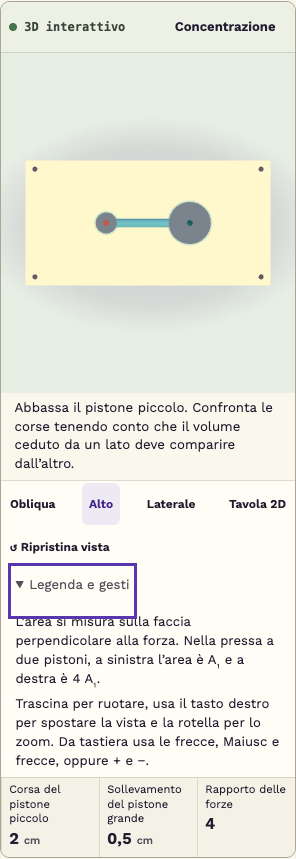 3D interattivo
Concentrazione
Abbassa il pistone piccolo. Confronta le
corse tenendo conto che il volume
ceduto da un lato deve comparire
dall’altro.
Obliqua
Alto
Laterale
Tavola 2D
↺ Ripristina vista
▼ Legenda e gesti
L’area si misura sulla faccia
perpendicolare alla forza. Nella pressa a
due pistoni, a sinistra l’area è A₁ e a
destra è 4 A₁.
Trascina per ruotare, usa il tasto destro
per spostare la vista e la rotella per lo
zoom. Da tastiera usa le frecce, Maiusc e
frecce, oppure + e −.
Corsa del
pistone
piccolo
2 cm
Sollevamento
del pistone
grande
0,5 cm
Rapporto delle
forze
4